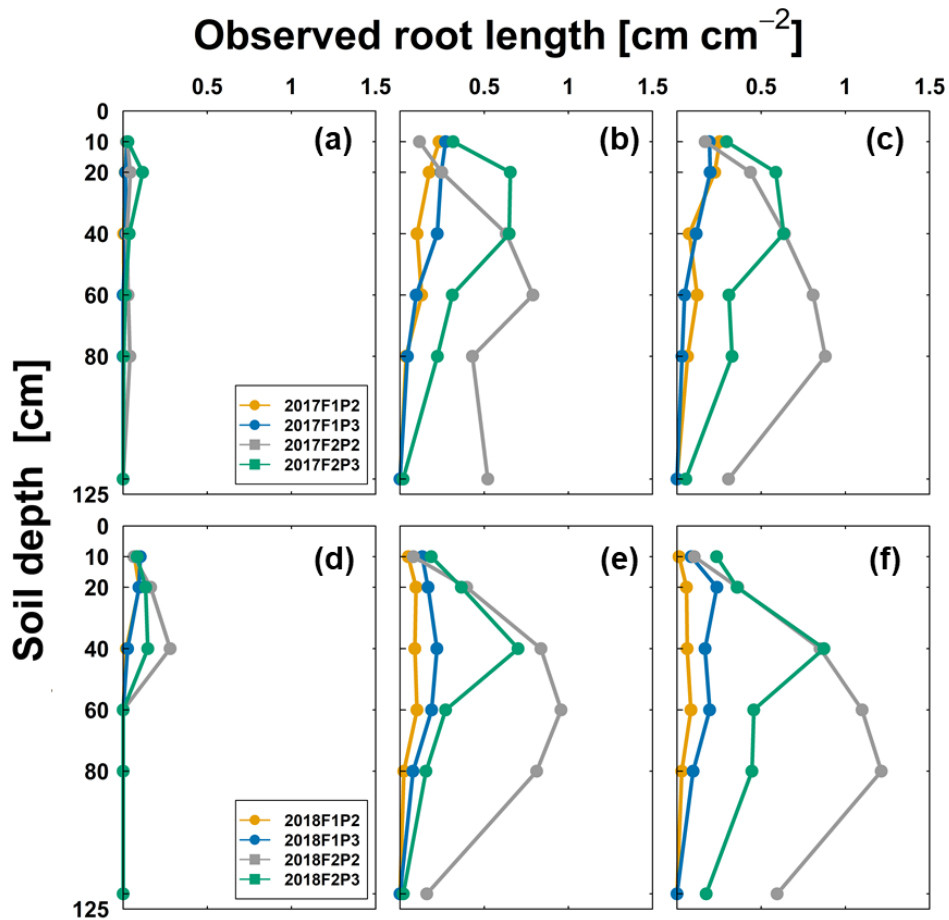 Observed root length [cm cm−2]
0.5 1 1.5 0.5 1 1.5 0.5 1 1.5
0
10
20
40
60
80
125
(a) (b) (c)
2017F1P2
2017F1P3
2017F2P2
2017F2P3
Soil depth [cm]
0
10
20
40
60
80
125
(d) (e) (f)
2018F1P2
2018F1P3
2018F2P2
2018F2P3